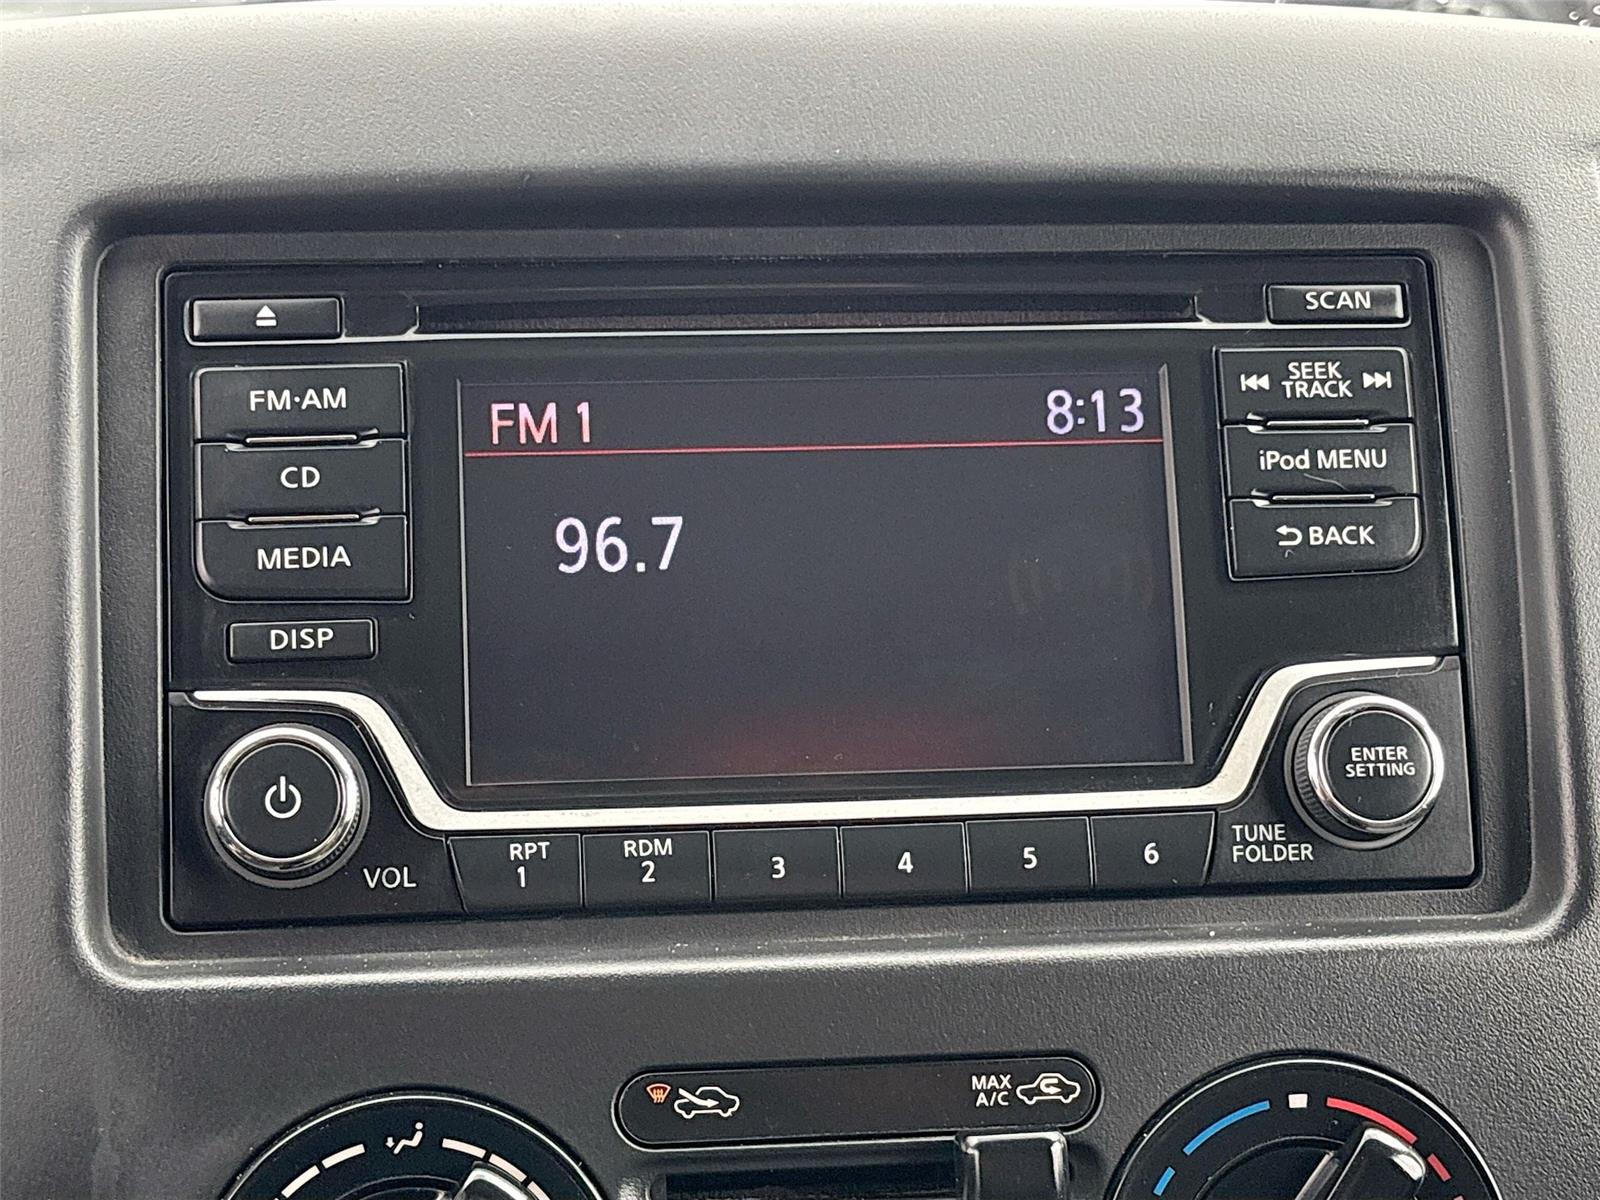 SCAN
FM·AM
SEEK
TRACK
FM 1
8:13
CD
iPod MENU
96.7
MEDIA
BACK
DISP
ENTER
SETTING
VOL
RPT
1
RDM
2
3
4
5
6
TUNE
FOLDER
MAX
A/C